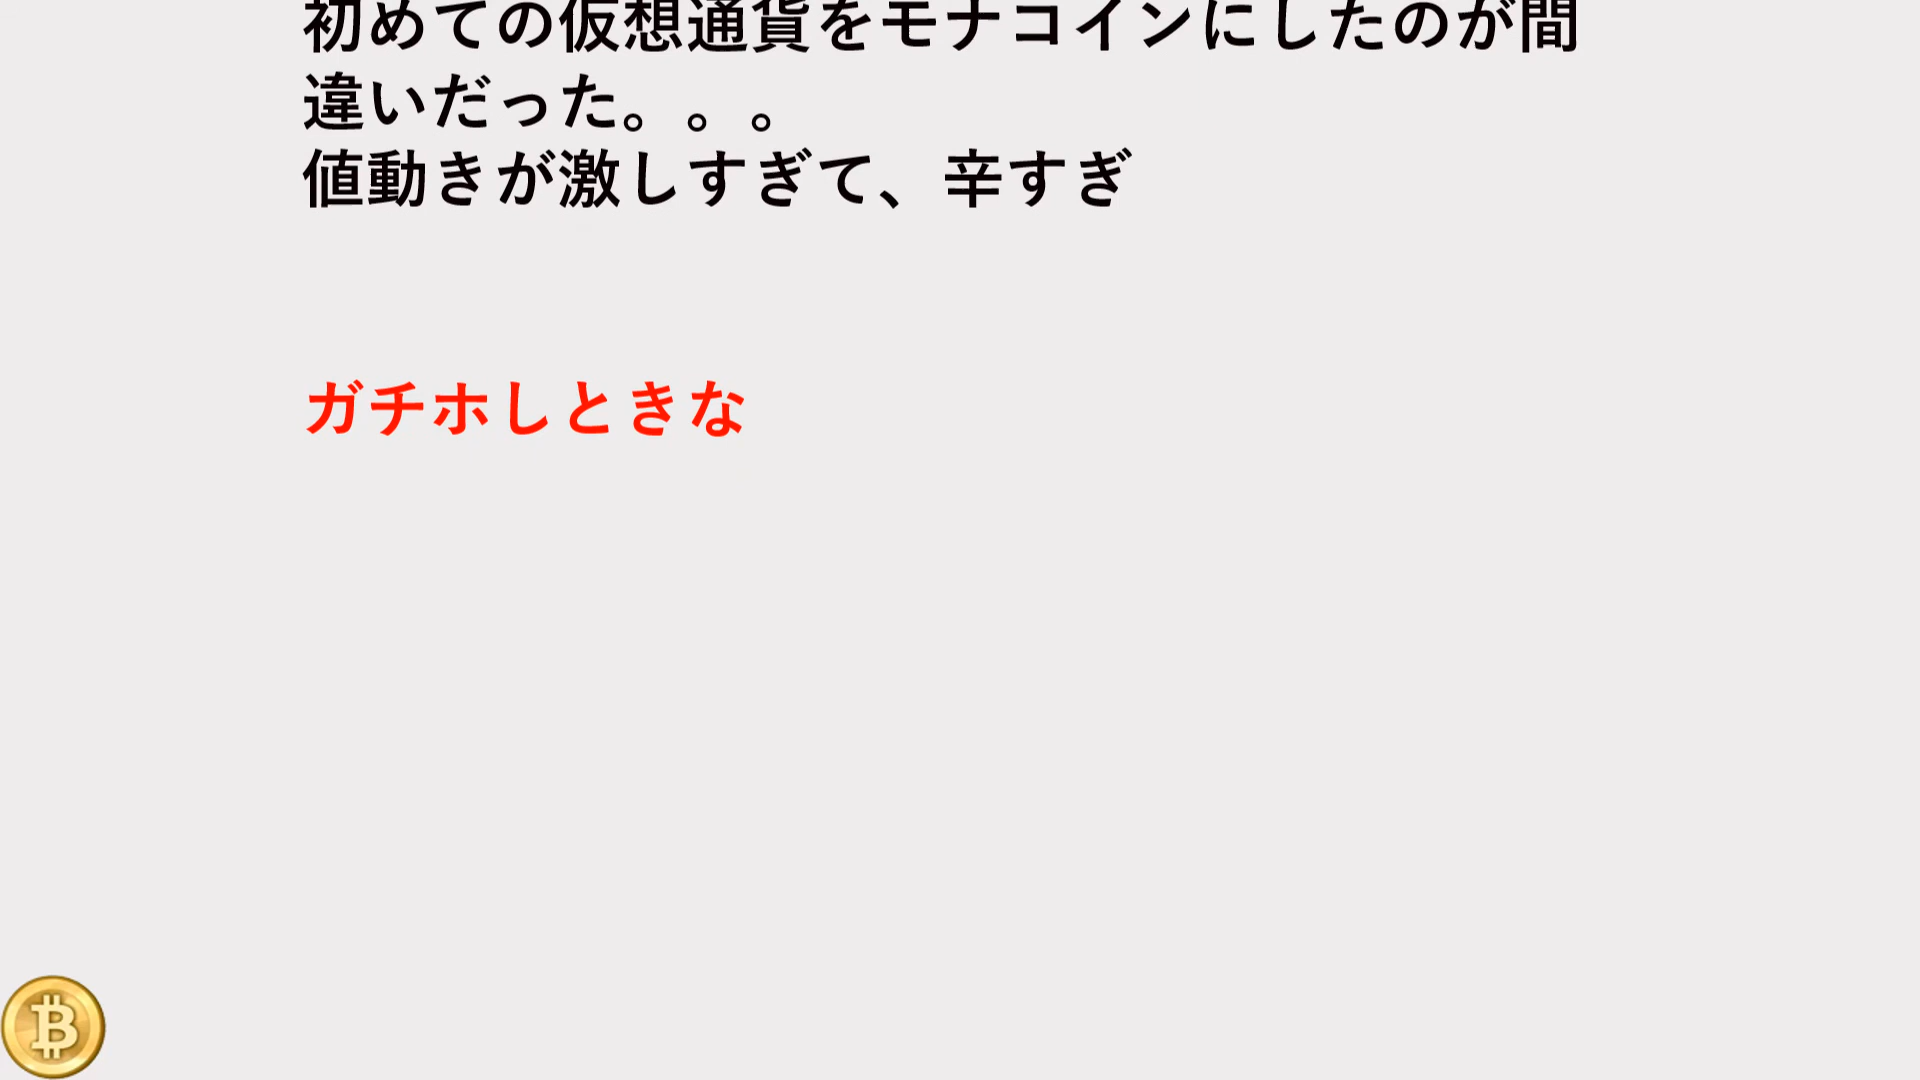 初めての仮想通貨をモナコインにしたのが間
違いだった。。。
値動きが激しすぎて、辛すぎ
ガチホしときな